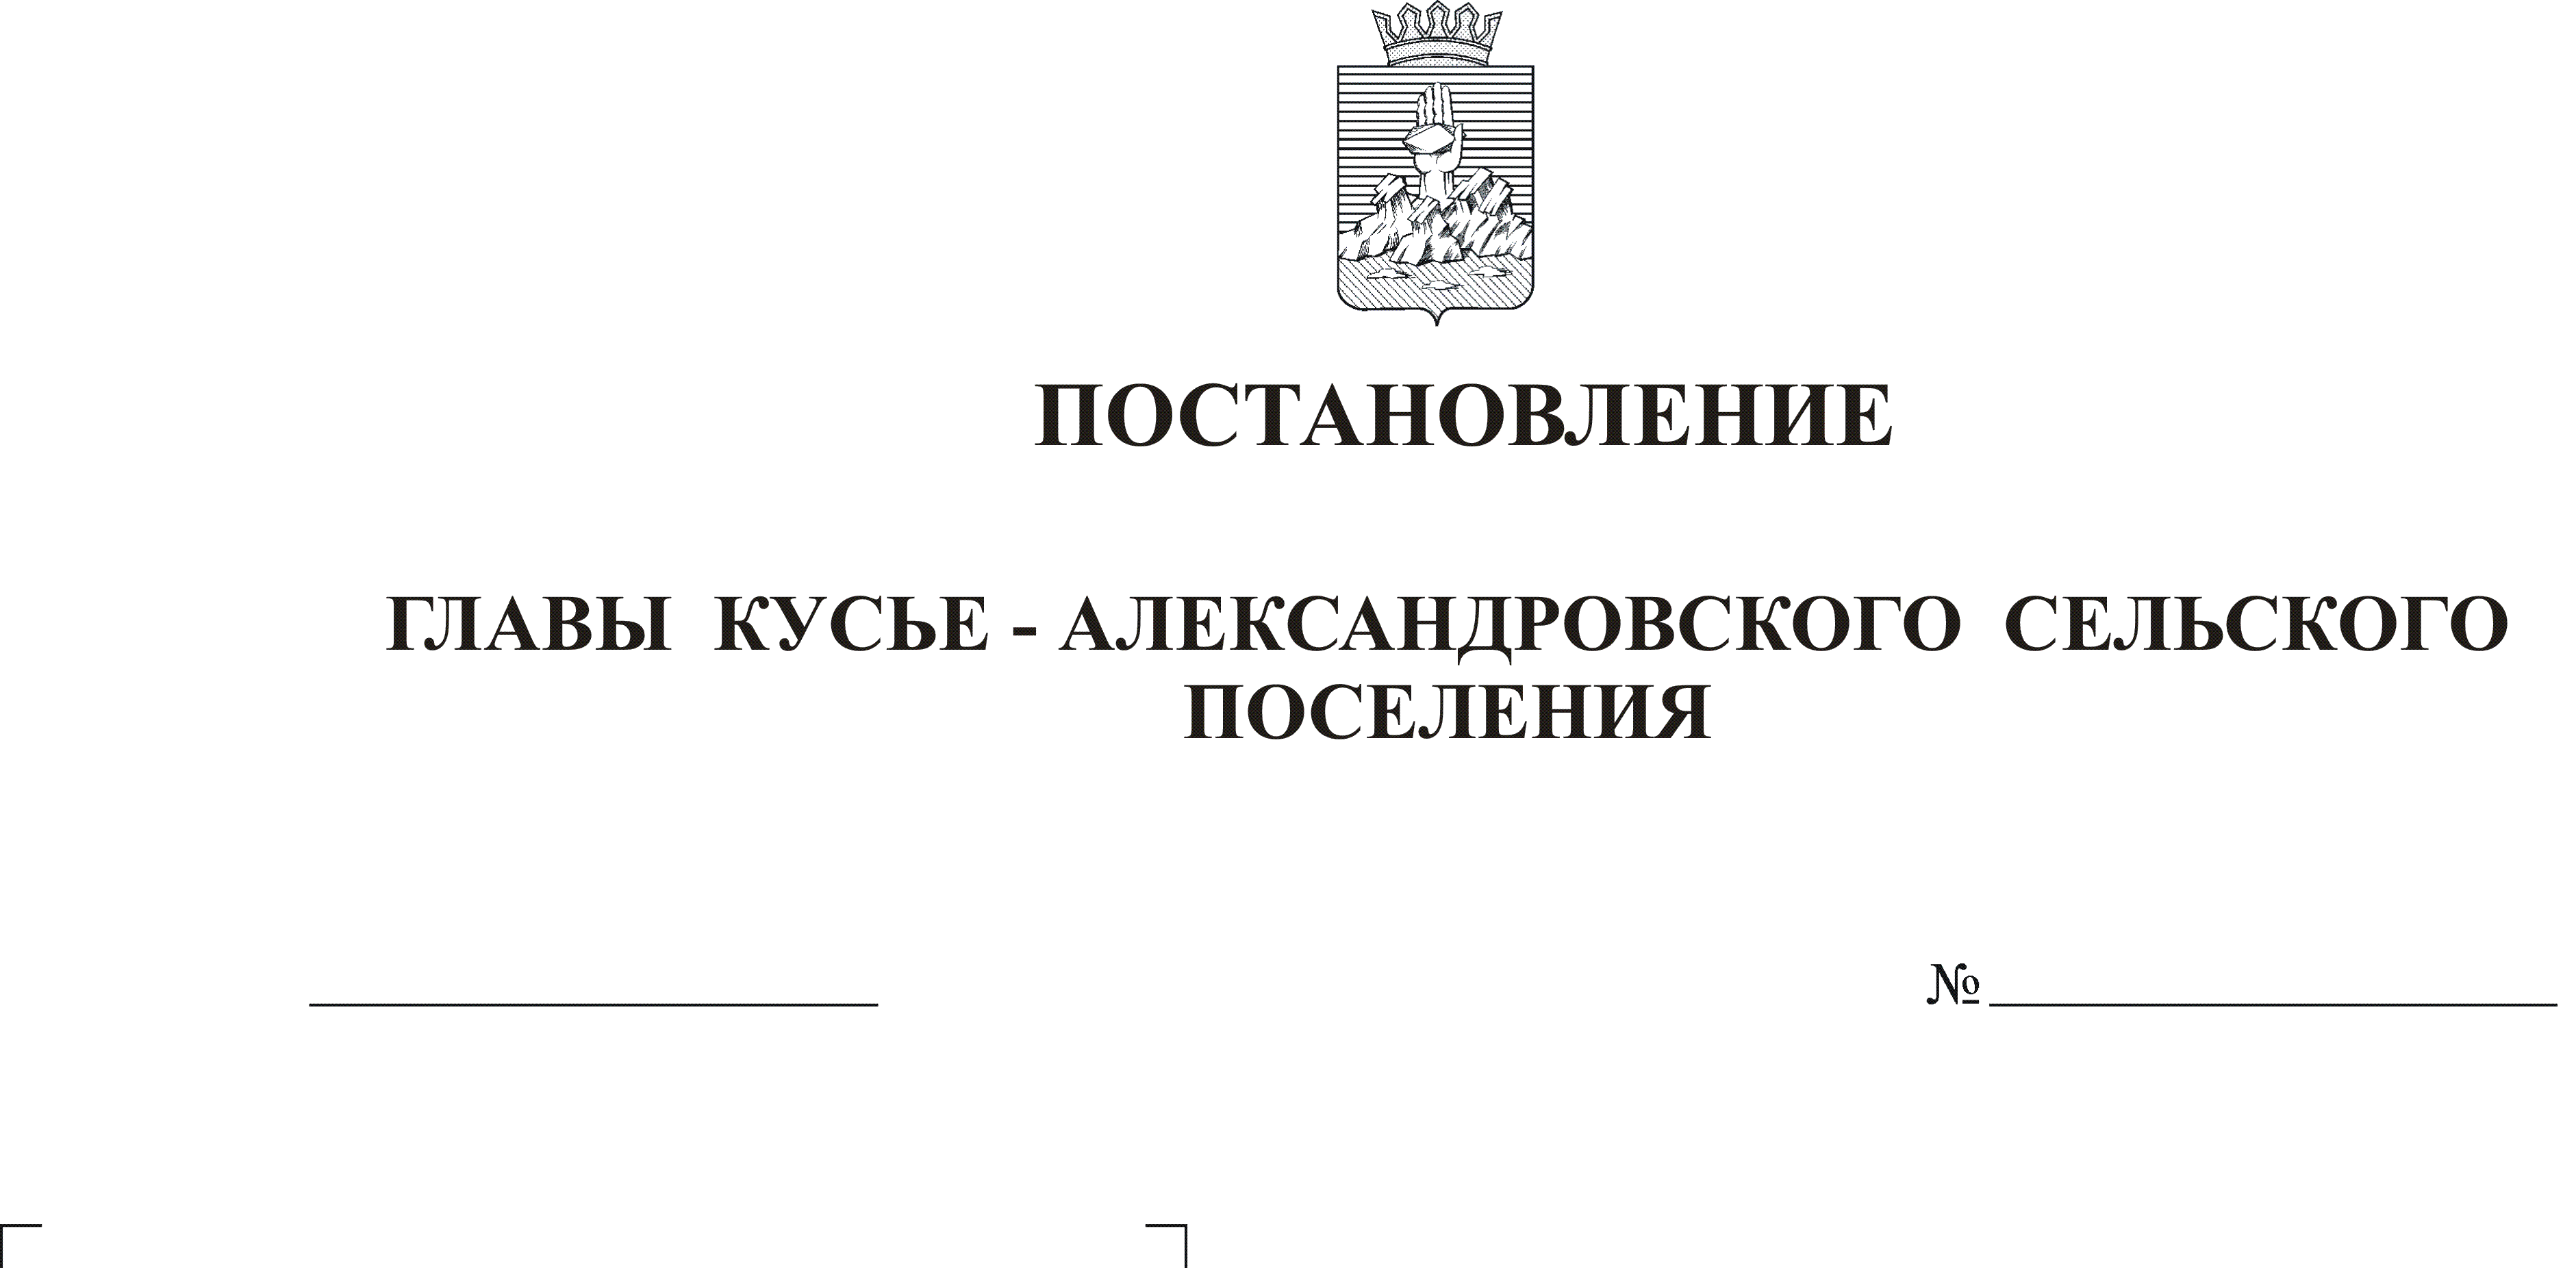 ПОСТАНОВЛЕНИЕ
ГЛАВЫ КУСЬЕ - АЛЕКСАНДРОВСКОГО СЕЛЬСКОГО
ПОСЕЛЕНИЯ
№